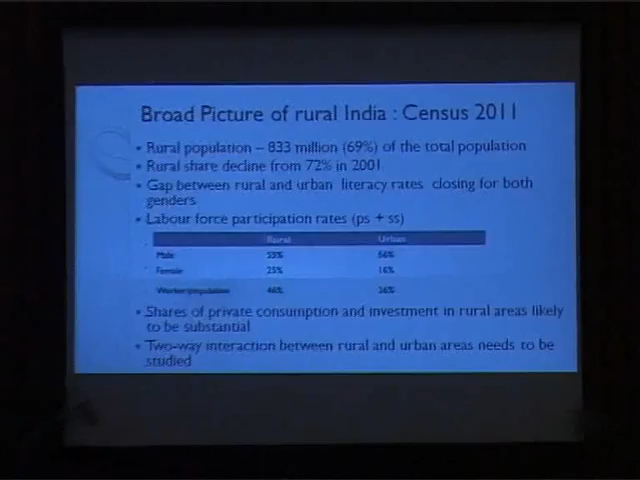 Broad Picture of rural India : Census 2011
• Rural population – 833 million (69%) of the total population
• Rural share decline from 72% in 2001
• Gap between rural and urban literacy rates closing for both
genders
• Labour force participation rates (ps + ss)
Rural Urban
Male 55% 56%
Female 25% 16%
Worker/population 46% 36%
• Shares of private consumption and investment in rural areas likely
to be substantial
• Two-way interaction between rural and urban areas needs to be
studied